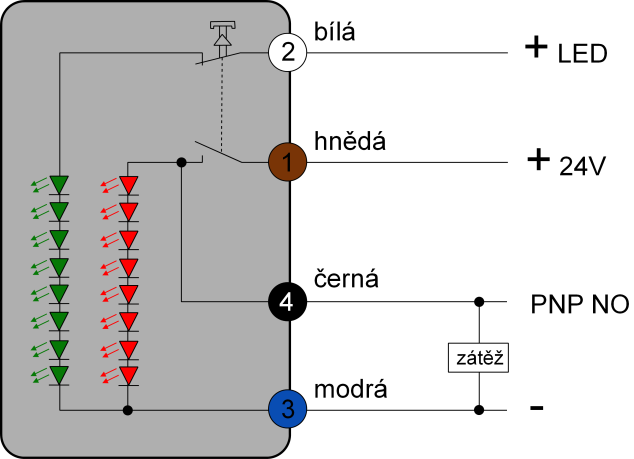 bílá
2
+ LED
hnědá
1
+ 24V
černá
4
PNP NO
zátěž
modrá
3
-